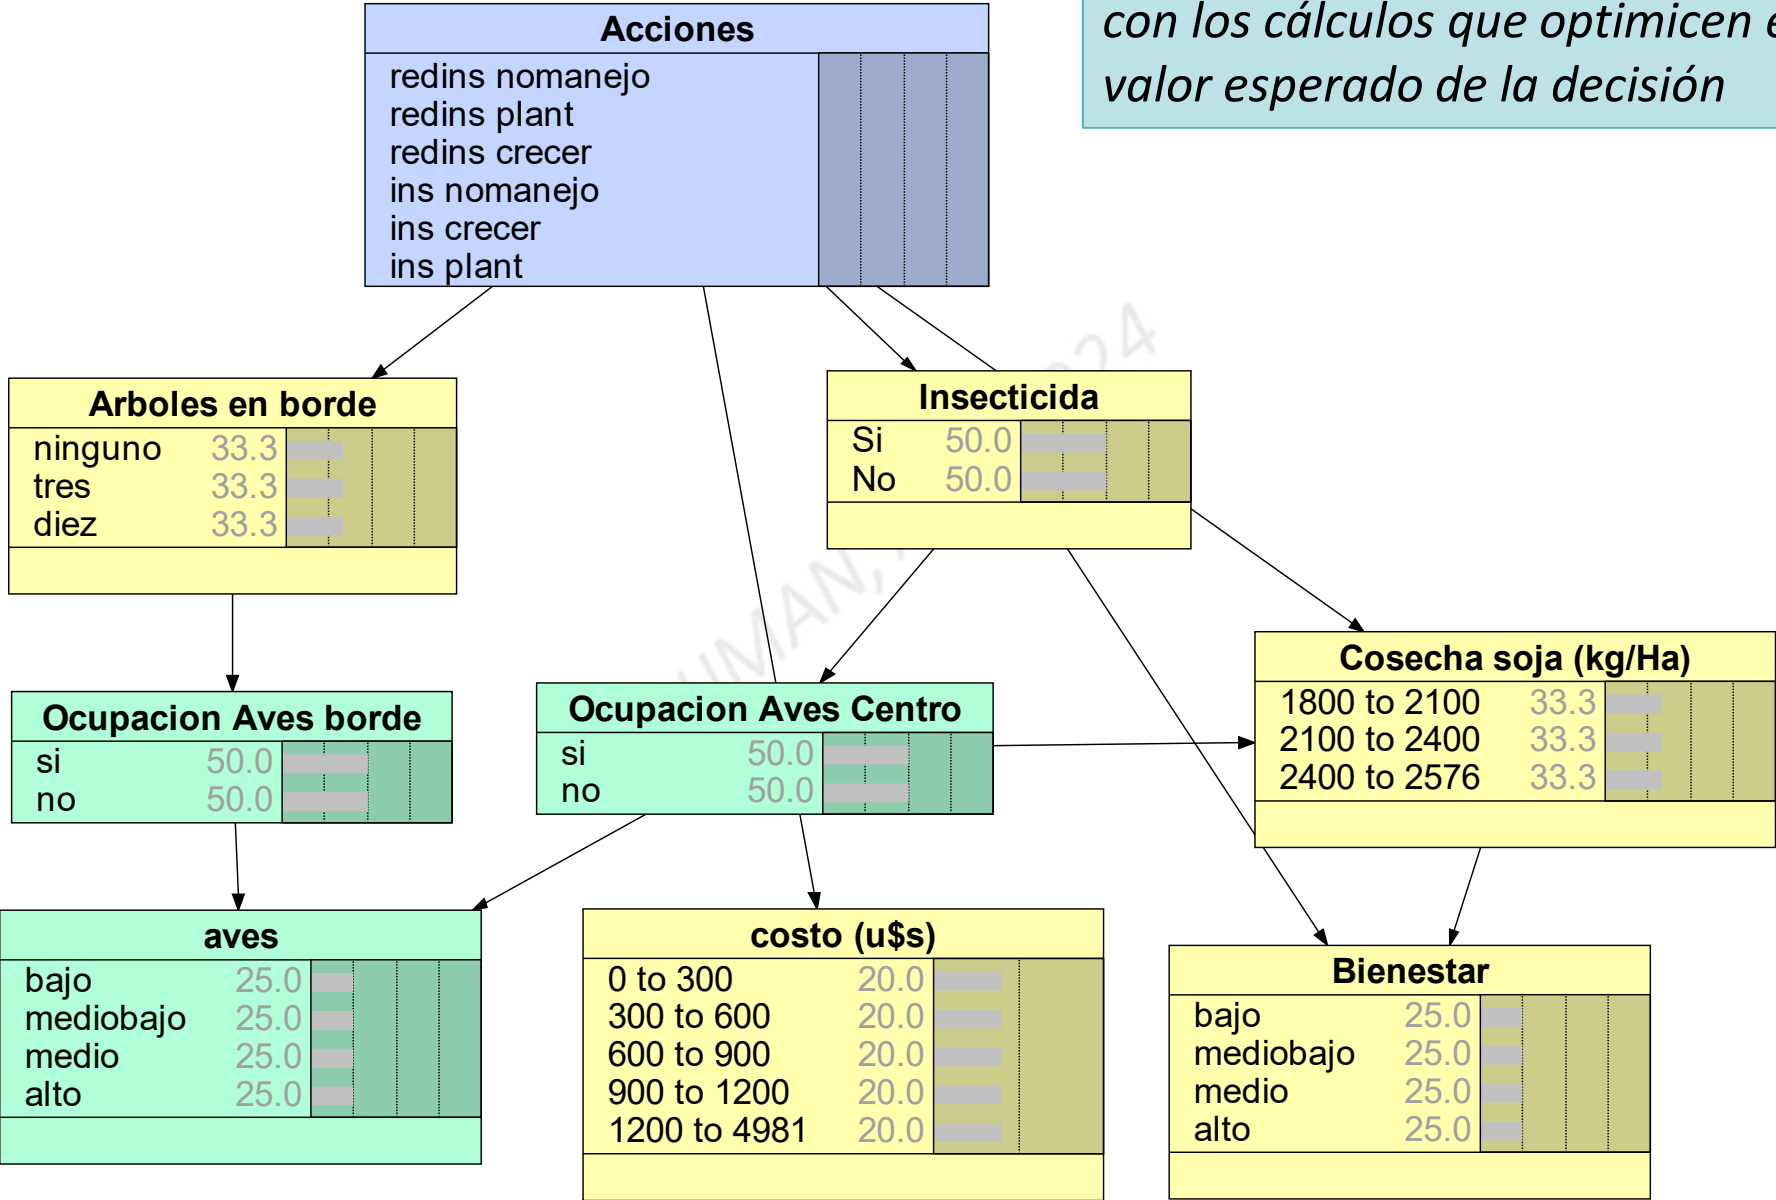 con los cálculos que optimicen e
valor esperado de la decisión
Acciones
redins nomanejo
redins plant
redins crecer
ins nomanejo
ins crecer
ins plant
Arboles en borde
ninguno 33.3
tres 33.3
diez 33.3
Insecticida
Si 50.0
No 50.0
Ocupacion Aves borde
si 50.0
no 50.0
Ocupacion Aves Centro
si 50.0
no 50.0
Cosecha soja (kg/Ha)
1800 to 2100 33.3
2100 to 2400 33.3
2400 to 2576 33.3
aves
bajo 25.0
mediobajo 25.0
medio 25.0
alto 25.0
costo (u$s)
0 to 300 20.0
300 to 600 20.0
600 to 900 20.0
900 to 1200 20.0
1200 to 4981 20.0
Bienestar
bajo 25.0
mediobajo 25.0
medio 25.0
alto 25.0